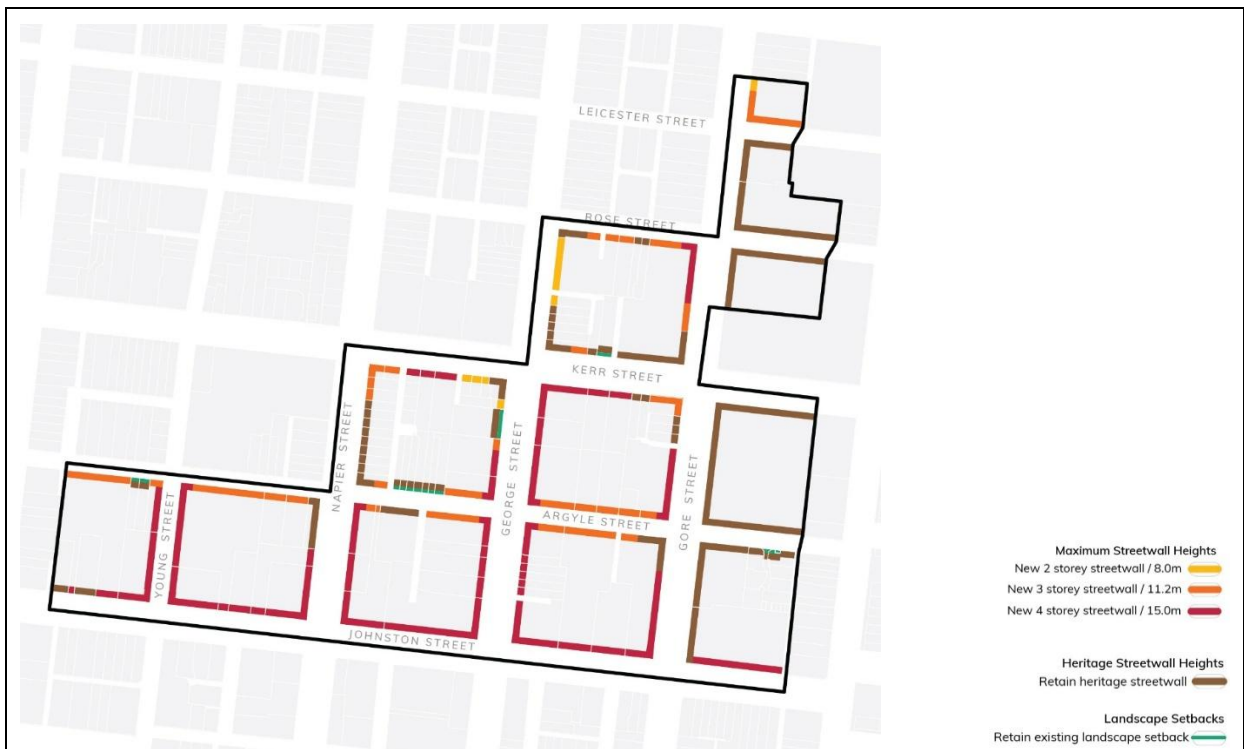 LEICESTER STREET
ROSE STREET
KERR STREET
NAPIER STREET
GEORGE STREET
GORE STREET
ARGYLE STREET
YOUNG STREET
JOHNSTON STREET
Maximum Streetwall Heights
New 2 storey streetwall / 8.0m
New 3 storey streetwall / 11.2m
New 4 storey streetwall / 15.0m
Heritage Streetwall Heights
Retain heritage streetwall
Landscape Setbacks
Retain existing landscape setback